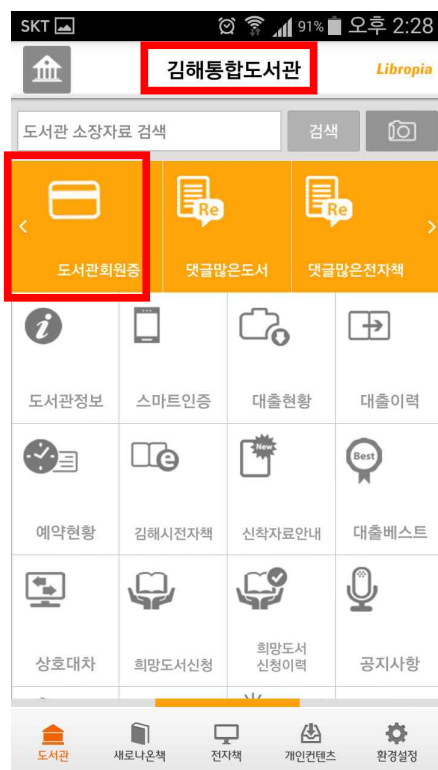 SKT 91% 오후 2:28
김해통합도서관 Libropia
도서관 소장자료 검색 검색
Re Re
도서관회원증 댓글많은도서 댓글많은전자책
i
도서관정보 스마트인증 대출현황 대출이력
e New Best
예약현황 김해시전자책 신착자료안내 대출베스트
상호대차 희망도서신청 희망도서
신청이력 공지사항
도서관 새로나온책 전자책 개인컨텐츠 환경설정